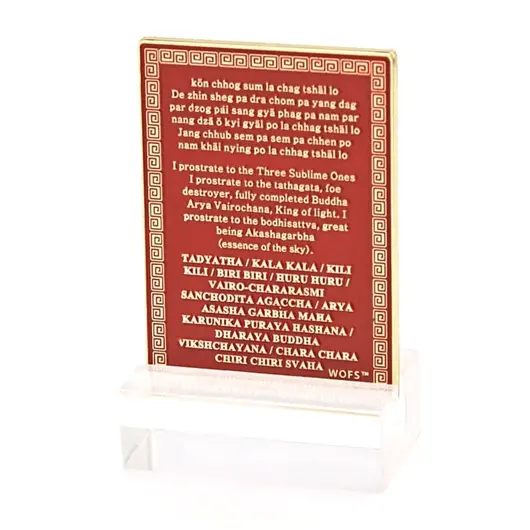 kön chhog sum la chag tshäl lo
De zhin sheg pa dra chom pa yang dag
par dzog päi sang gyä phag pa nam par
nang dzä ö kyi gyäl po la chhag tshäl lo
Jang chhub sem pa sem pa chhen po
nam khäi nying po la chhag tshäl lo
I prostrate to the Three Sublime Ones
I prostrate to the tathagata, foe
destroyer, fully completed Buddha
Arya Vairochana, King of light. I
prostrate to the bodhisattva, great
being Akashagarbha
(essence of the sky).
TADYATHA / KALA KALA / KILI
KILI / BIRI BIRI / HURU HURU /
VAIRO-CHARARASMI
SANCHODITA AGACCHA / ARYA
ASASHA GARBHA MAHA
KARUNIKA PURAYA HASHANA /
DHARAYA BUDDHA
VIKSHCHAYANA / CHARA CHARA
CHIRI CHIRI SVAHA
WOFS™